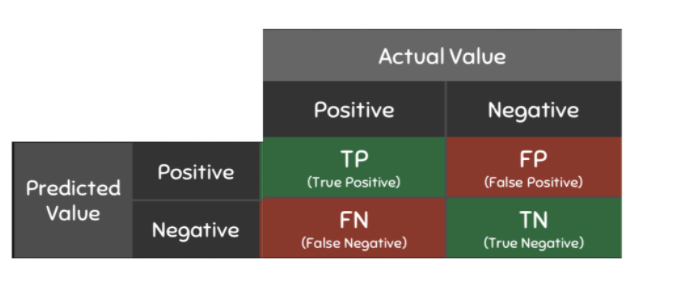 Actual Value
Positive
Negative
Predicted
Value
Positive
TP
(True Positive)
FP
(False Positive)
Negative
FN
(False Negative)
TN
(True Negative)